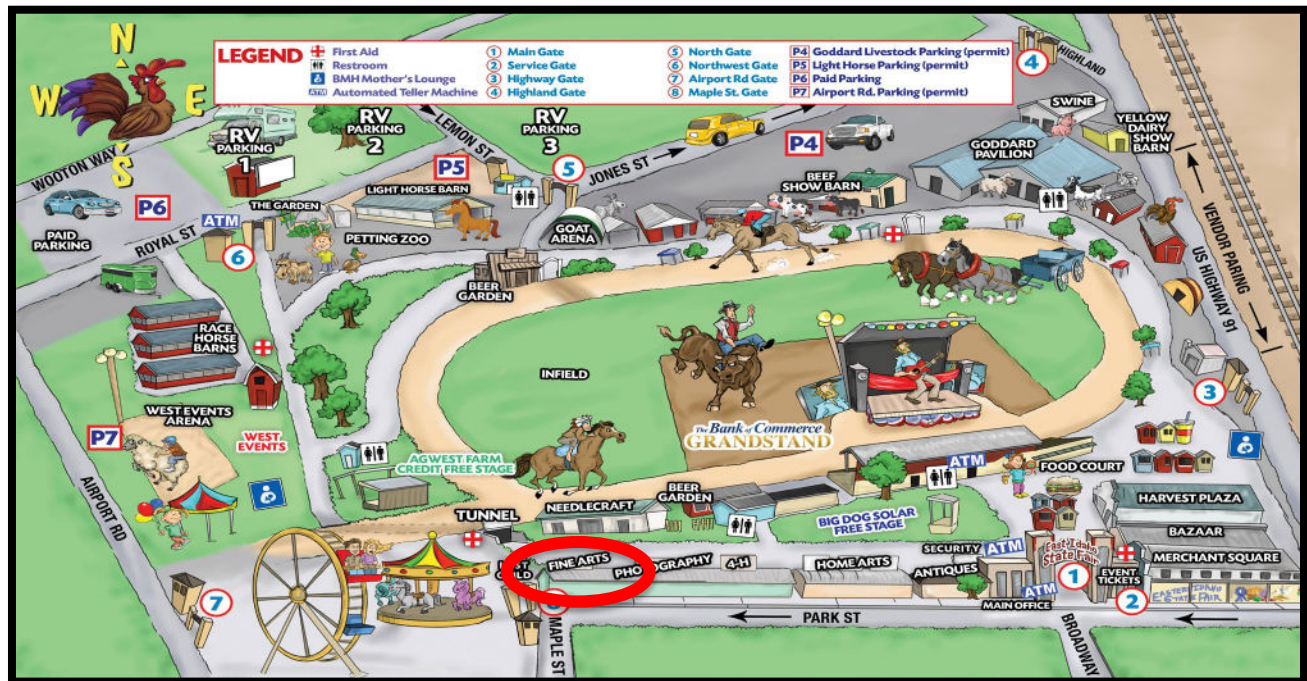 N
W
E
S
LEGEND
First Aid
Restroom
BMH Mother's Lounge
ATM Automated Teller Machine
1 Main Gate
2 Service Gate
3 Highway Gate
4 Highland Gate
5 North Gate
6 Northwest Gate
7 Airport Rd Gate
8 Maple St. Gate
P4 Goddard Livestock Parking (permit)
P5 Light Horse Parking (permit)
P6 Paid Parking
P7 Airport Rd. Parking (permit)
4
HIGHLAND
WOOTON WAY
RV
PARKING
1
RV
PARKING
2
LEMON ST
RV
PARKING
3
5
JONES ST
P4
SWINE
YELLOW
DAIRY
SHOW
BARN
GODDARD
PAVILION
P5
LIGHT HORSE BARN
BEEF
SHOW BARN
P6
PAID
PARKING
ROYAL ST
ATM
THE GARDEN
6
PETTING ZOO
GOAT
ARENA
BEER
GARDEN
VENDOR PARING
US HIGHWAY 91
RACE
HORSE
BARNS
INFIELD
3
WEST EVENTS
ARENA
P7
WEST
EVENTS
The Bank of Commerce
GRANDSTAND
AGWEST FARM
CREDIT FREE STAGE
AIRPORT RD
ATM
FOOD COURT
HARVEST PLAZA
BEER
GARDEN
NEEDLECRAFT
TUNNEL
BIG DOG SOLAR
FREE STAGE
BAZAAR
SECURITY
ATM
East Idaho
State Fair
MERCHANT SQUARE
FINE ARTS
4-H
HOME ARTS
ANTIQUES
1
EVENT
TICKETS
2
ATM
MAIN OFFICE
7
MAPLE ST
PARK ST
BROADWAY